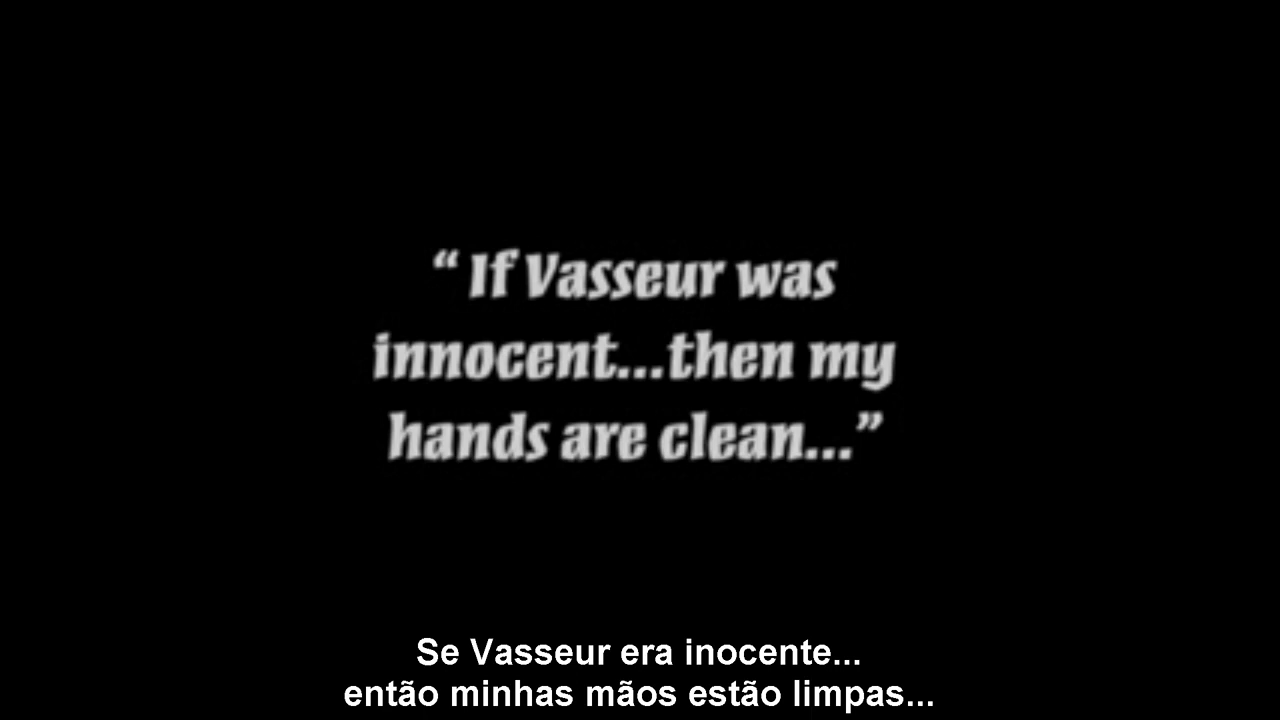 “ If Vasseur was
innocent...then my
hands are clean...”
Se Vasseur era inocente...
então minhas mãos estão limpas...